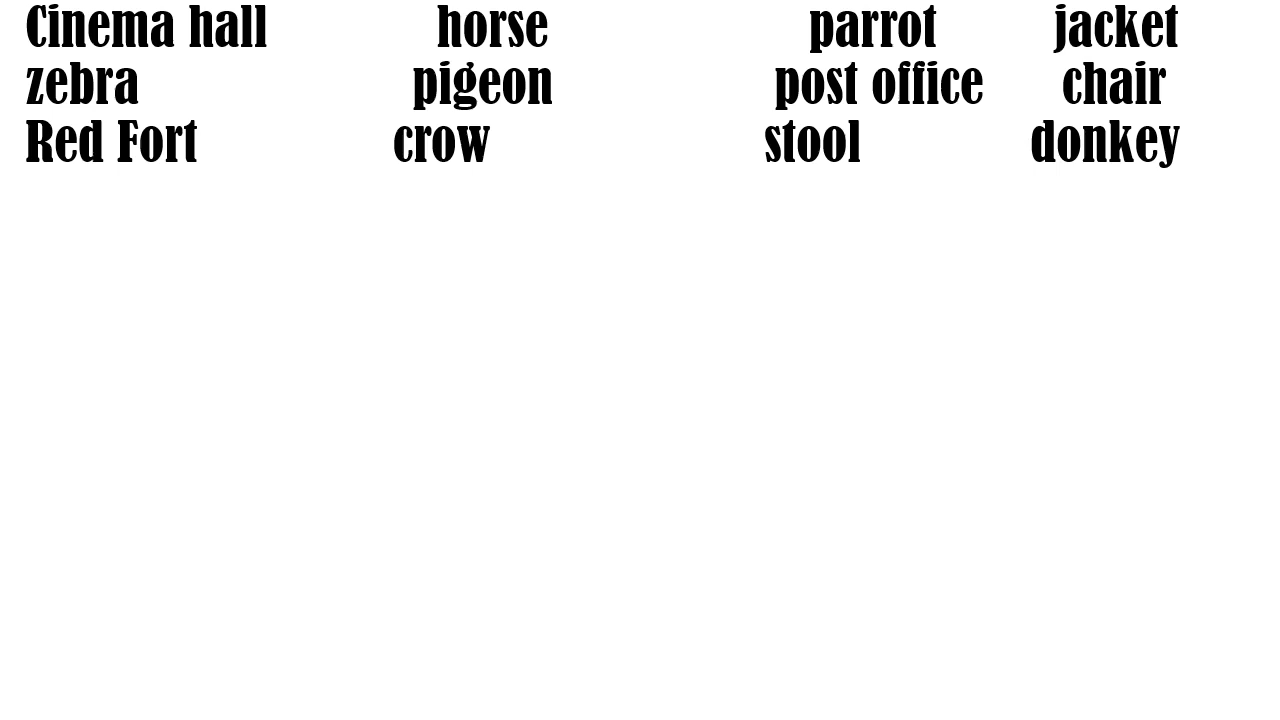 Cinema hall horse parrot jacket
zebra pigeon post office chair
Red Fort crow stool donkey